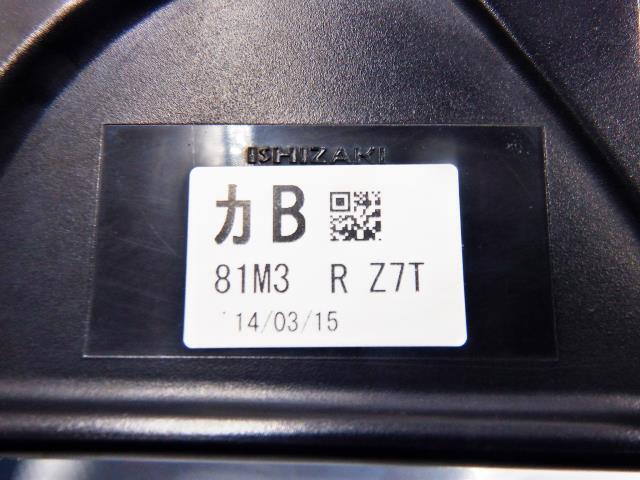 ISHIZAKI
カB
81M3 R Z7T
'14/03/15